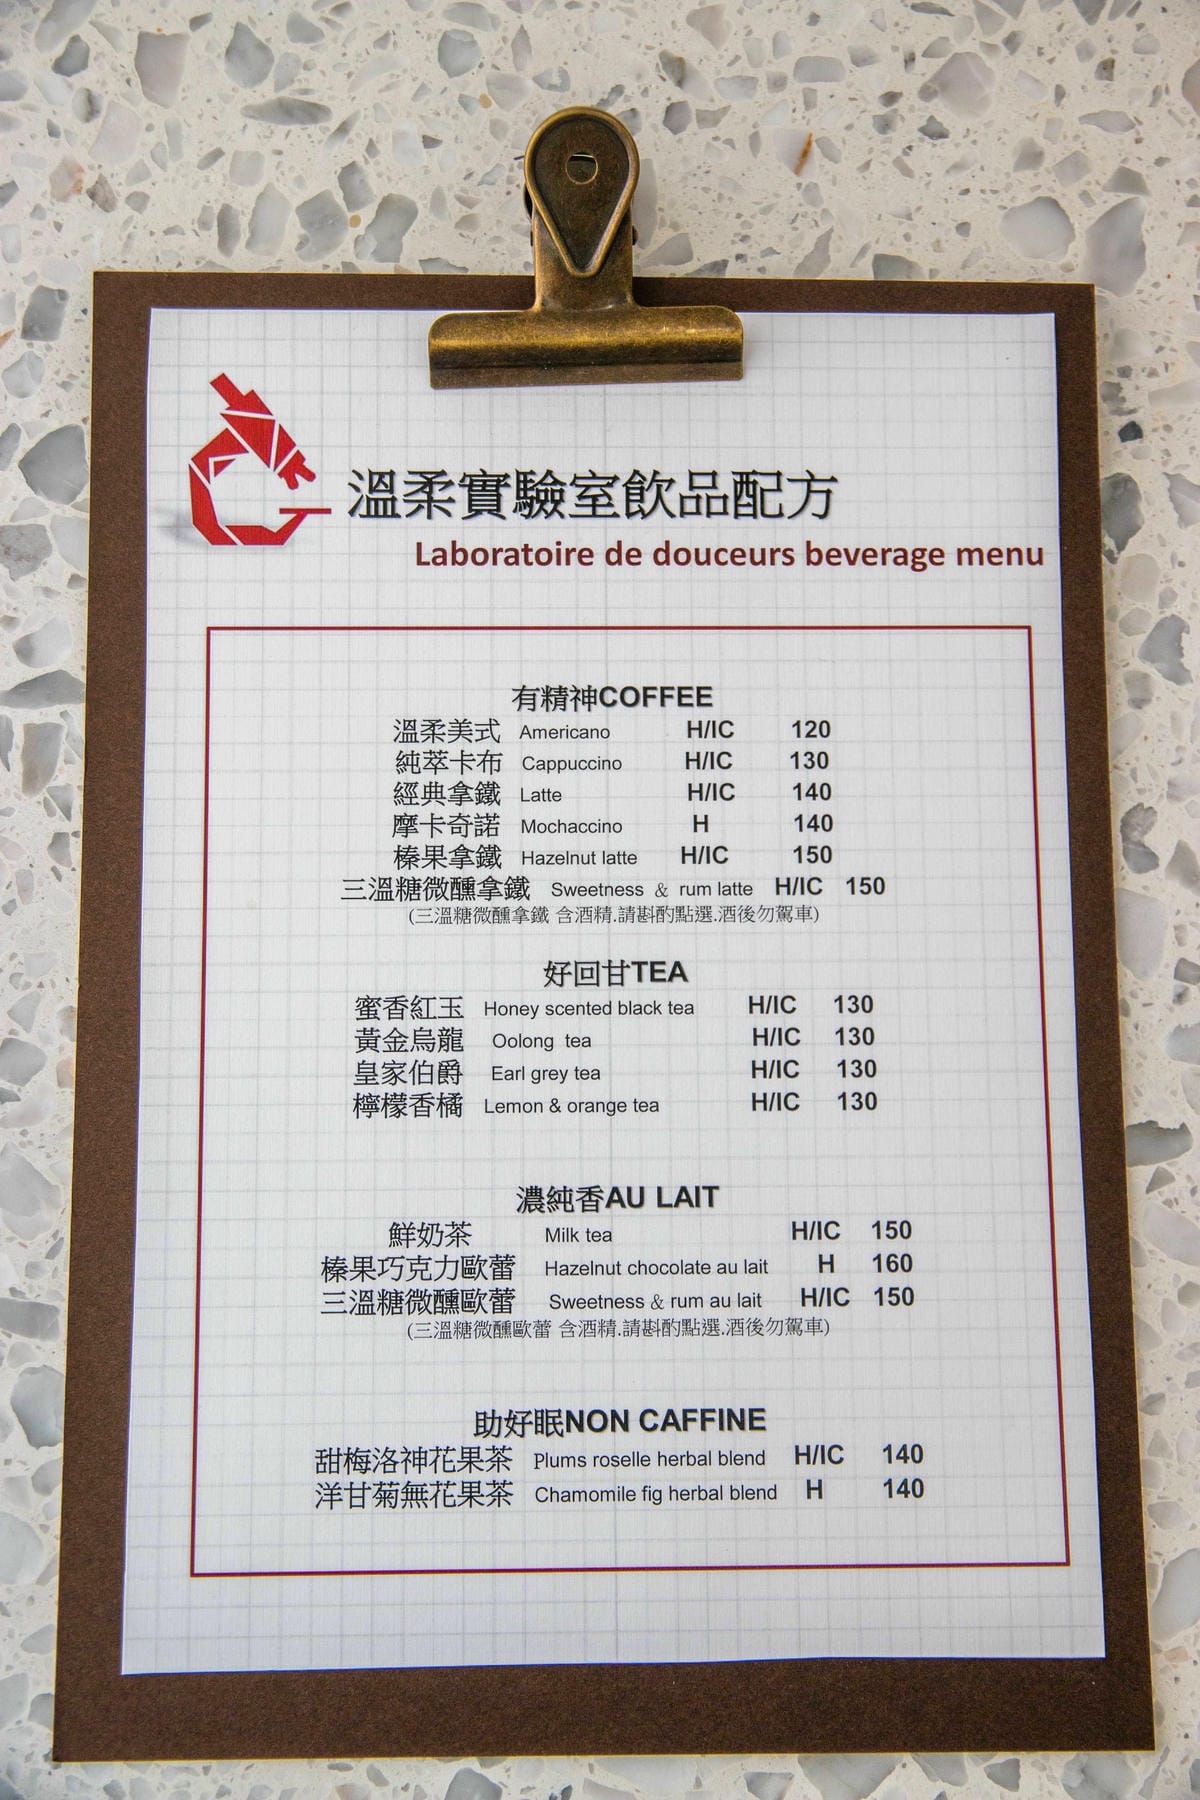 溫柔實驗室飲品配方
Laboratoire de douceurs beverage menu
有精神COFFEE
溫柔美式 Americano H/IC 120
純萃卡布 Cappuccino H/IC 130
經典拿鐵 Latte H/IC 140
摩卡奇諾 Mochaccino H 140
榛果拿鐵 Hazelnut latte H/IC 150
三溫糖微醺拿鐵 Sweetness & rum latte H/IC 150
(三溫糖微醺拿鐵 含酒精.請斟酌點選.酒後勿駕車)
好回甘TEA
蜜香紅玉 Honey scented black tea H/IC 130
黃金烏龍 Oolong tea H/IC 130
皇家伯爵 Earl grey tea H/IC 130
檸檬香橘 Lemon & orange tea H/IC 130
濃純香AU LAIT
鮮奶茶 Milk tea H/IC 150
榛果巧克力歐蕾 Hazelnut chocolate au lait H 160
三溫糖微醺歐蕾 Sweetness & rum au lait H/IC 150
(三溫糖微醺歐蕾 含酒精.請斟酌點選.酒後勿駕車)
助好眠NON CAFFINE
甜梅洛神花果茶 Plums roselle herbal blend H/IC 140
洋甘菊無花果茶 Chamomile fig herbal blend H 140